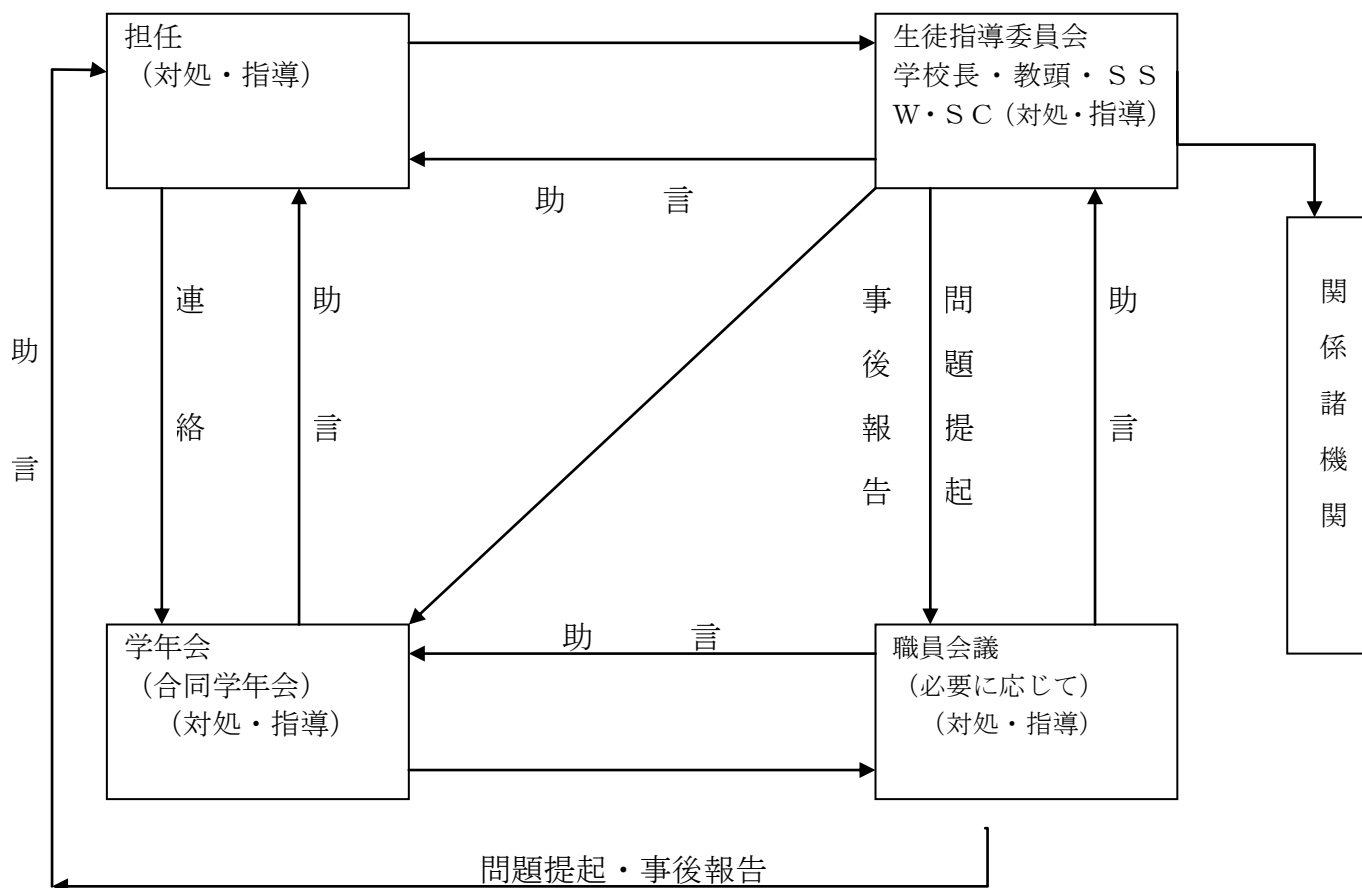 担任
（対処・指導）
生徒指導委員会
学校長・教頭・ＳＳ
Ｗ・ＳＣ（対処・指導）
助言
連絡
助言
助言
事後報告
問題提起
助言
関係諸機関
学年会
（合同学年会）
（対処・指導）
助言
職員会議
（必要に応じて）
（対処・指導）
問題提起・事後報告